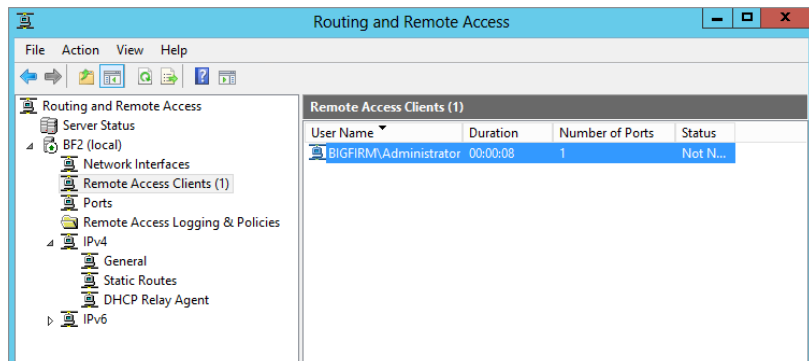 Routing and Remote Access
File Action View Help
Routing and Remote Access
Server Status
BF2 (local)
Network Interfaces
Remote Access Clients (1)
Ports
Remote Access Logging & Policies
IPv4
General
Static Routes
DHCP Relay Agent
IPv6
Remote Access Clients (1)
User Name Duration Number of Ports Status
BIGFIRM\Administrator 00:00:08 1 Not N...